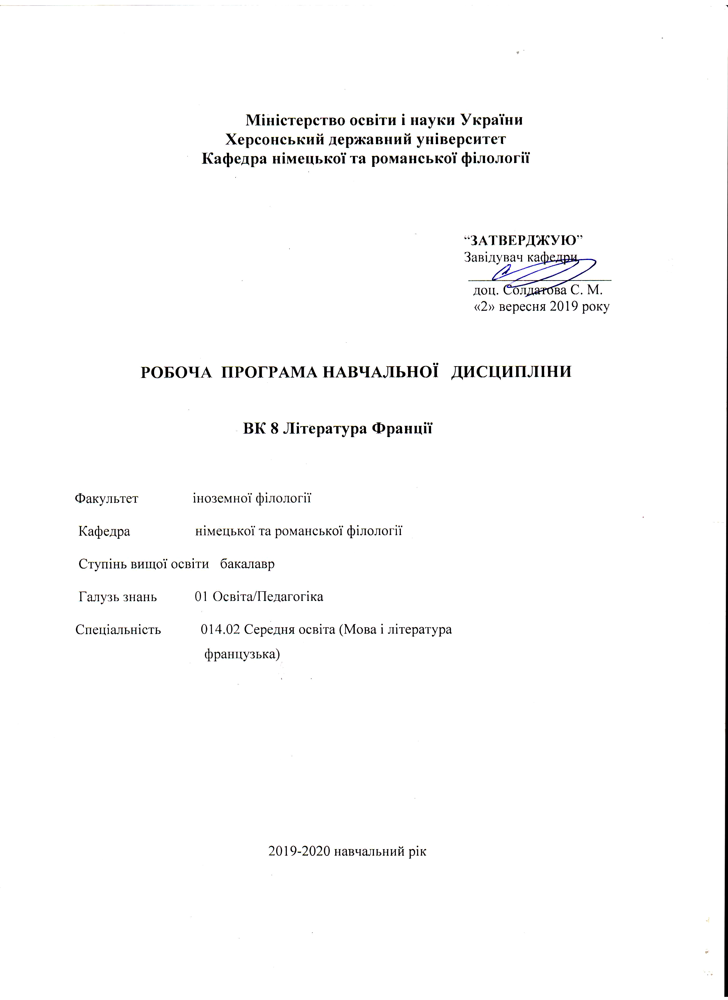 Міністерство освіти і науки України
Херсонський державний університет
Кафедра німецької та романської філології
“ЗАТВЕРДЖУЮ”
Завідувач кафедри
доц. Солдатова С. М.
«2» вересня 2019 року
РОБОЧА ПРОГРАМА НАВЧАЛЬНОЇ ДИСЦИПЛІНИ
ВК 8 Література Франції
Факультет іноземної філології
Кафедра німецької та романської філології
Ступінь вищої освіти бакалавр
Галузь знань 01 Освіта/Педагогіка
Спеціальність 014.02 Середня освіта (Мова і література
французька)
2019-2020 навчальний рік